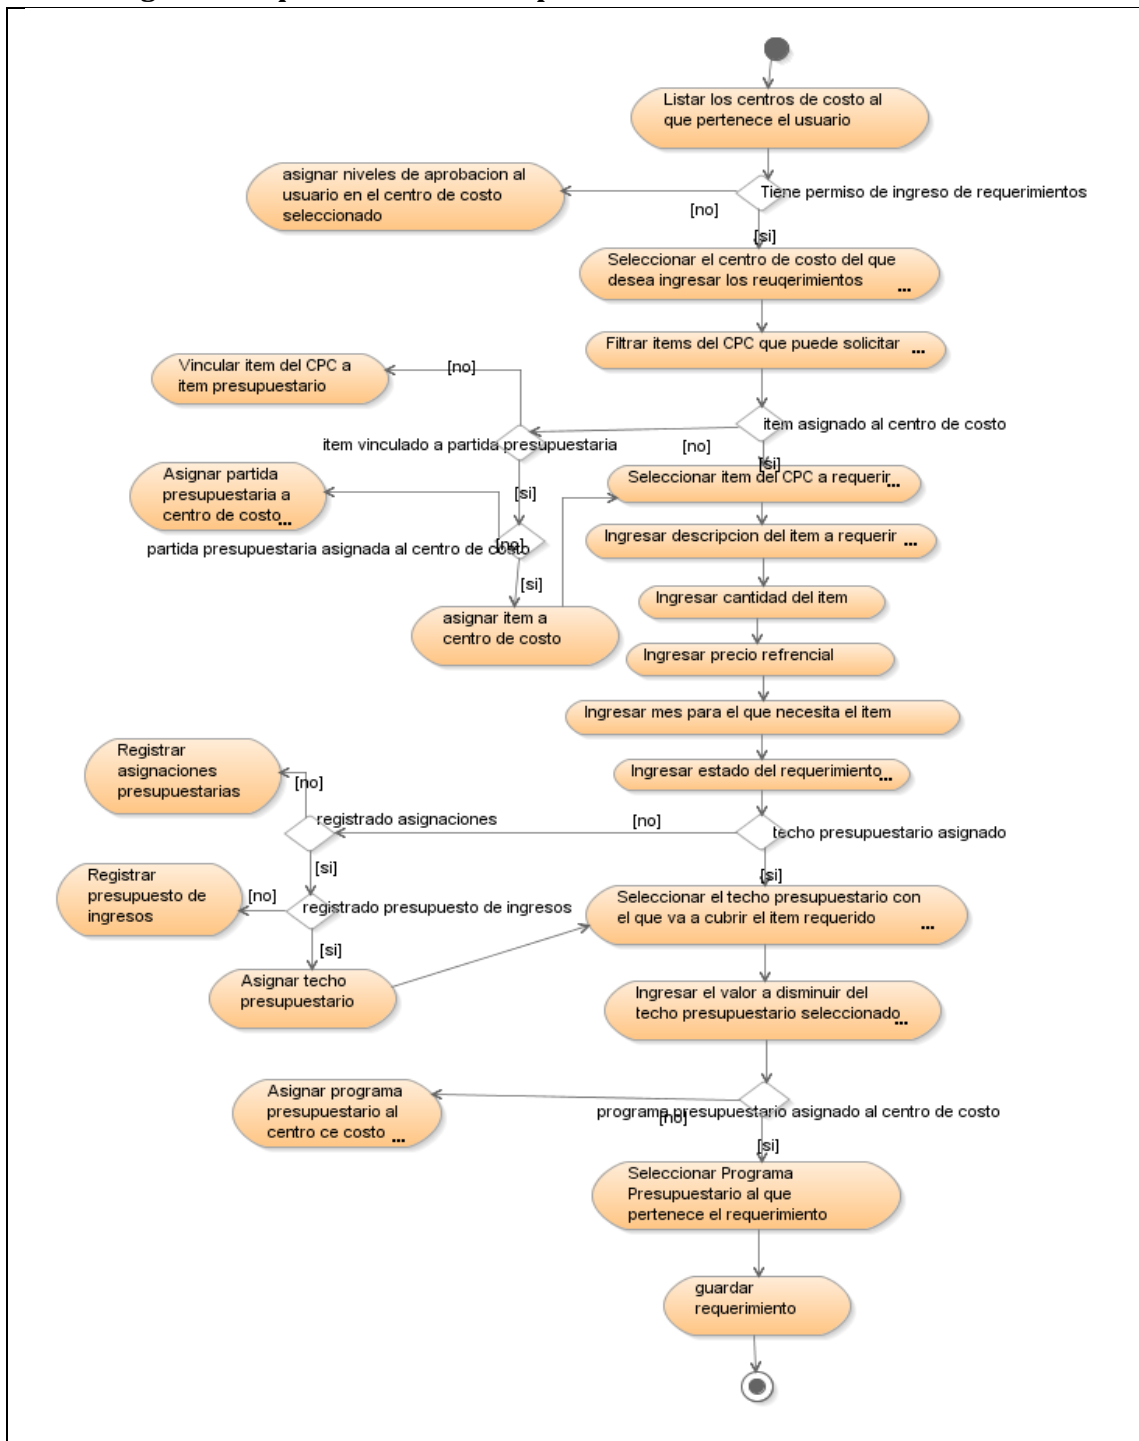 Listar los centros de costo al
que pertenece el usuario
asignar niveles de aprobacion al
usuario en el centro de costo
seleccionado
Tiene permiso de ingreso de requerimientos
[no]
[si]
Seleccionar el centro de costo del que
desea ingresar los reuqerimientos ...
Filtrar items del CPC que puede solicitar ...
Vincular item del CPC a
item presupuestario
[no]
item asignado al centro de costo
item vinculado a partida presupuestaria
[no]
[si]
Asignar partida
presupuestaria a
centro de costo...
[si]
Seleccionar item del CPC a requerir...
Ingresar descripcion del item a requerir ...
partida presupuestaria asignada al centro de costo
[no]
[si]
Ingresar cantidad del item
asignar item a
centro de costo
Ingresar precio refrencial
Ingresar mes para el que necesita el item
Registrar
asignaciones
presupuestarias
[no]
Ingresar estado del requerimiento...
registrado asignaciones
[no]
techo presupuestario asignado
[si]
[si]
Registrar
presupuesto de
ingresos
[no]
registrado presupuesto de ingresos
Seleccionar el techo presupuestario con
el que va a cubrir el item requerido ...
[si]
Asignar techo
presupuestario
Ingresar el valor a disminuir del
techo presupuestario seleccionado...
Asignar programa
presupuestario al
centro ce costo ...
programa presupuestario asignado al centro de costo
[no]
[si]
Seleccionar Programa
Presupuestario al que
pertenece el requerimiento
guardar
requerimiento